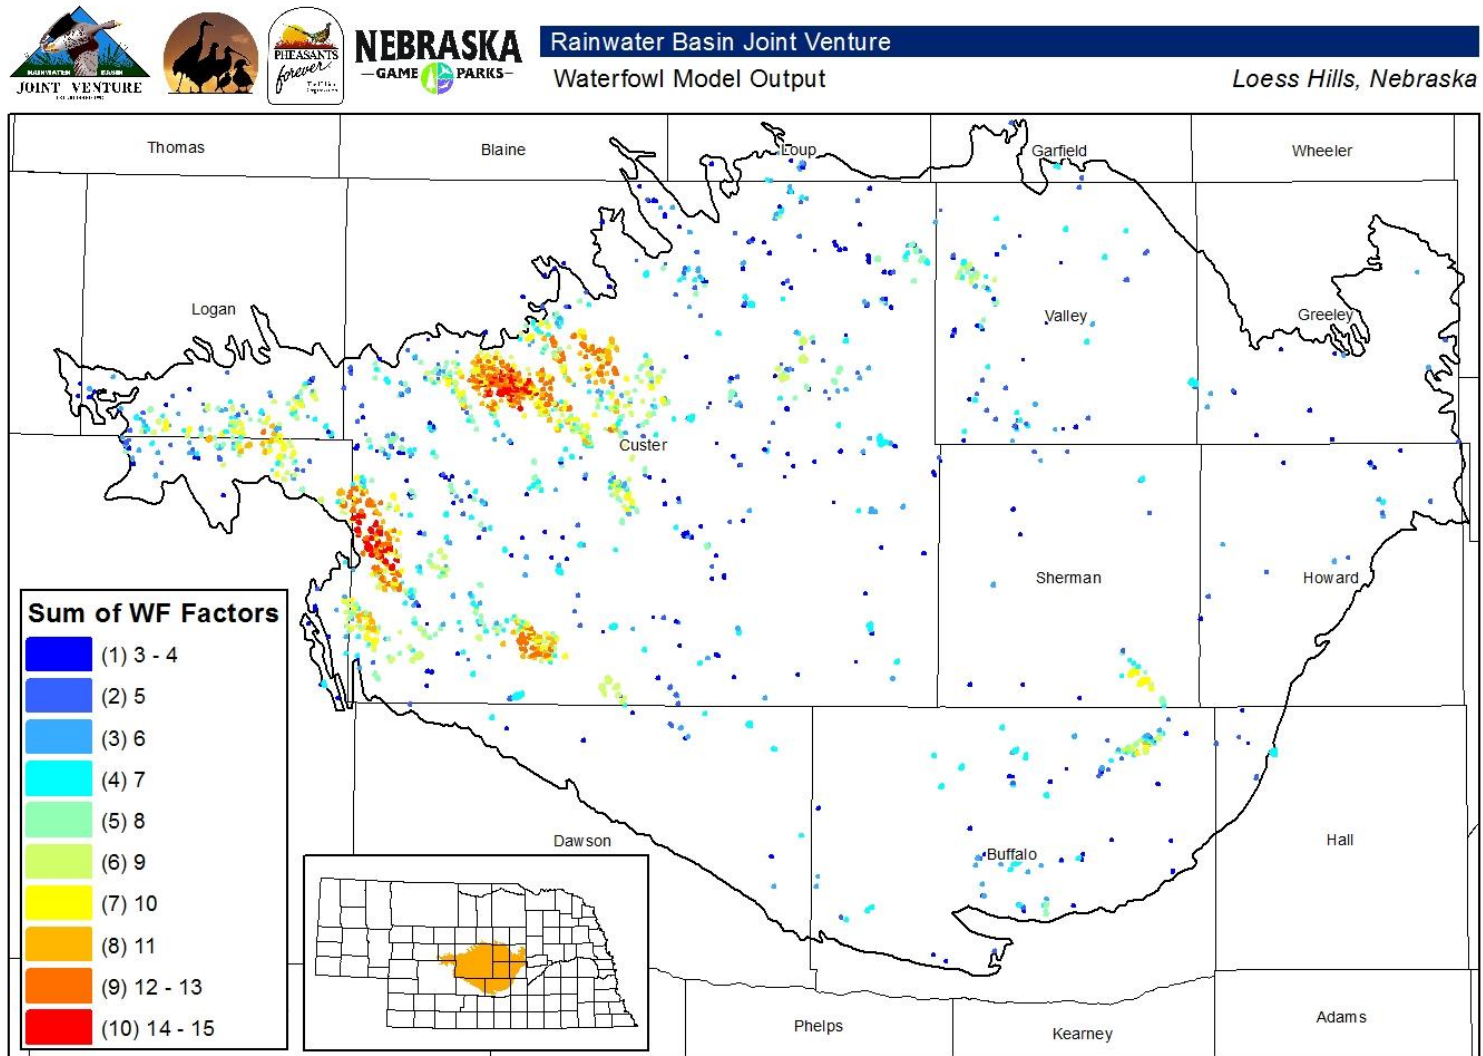 RAINWATER BASIN
JOINT VENTURE
PHEASANTS
forever
NEBRASKA
GAME PARKS
Rainwater Basin Joint Venture
Waterfowl Model Output
Loess Hills, Nebraska
Thomas
Blaine
Loup
Garfield
Wheeler
Logan
Valley
Greeley
Custer
Sherman
Howard
Dawson
Buffalo
Hall
Phelps
Kearney
Adams
Sum of WF Factors
(1) 3 - 4
(2) 5
(3) 6
(4) 7
(5) 8
(6) 9
(7) 10
(8) 11
(9) 12 - 13
(10) 14 - 15